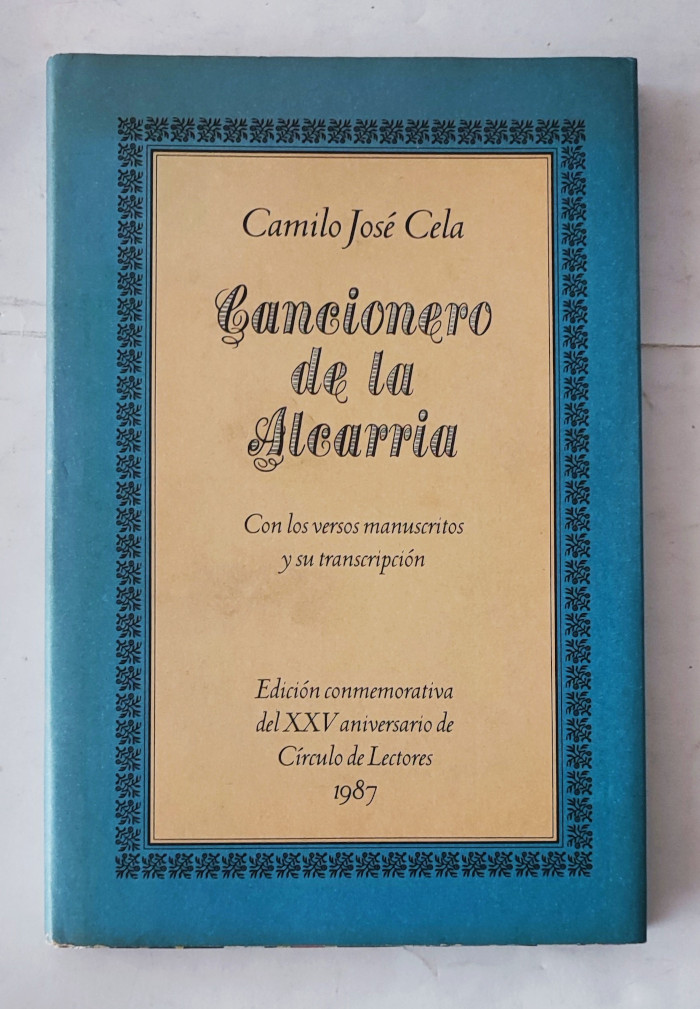 Camilo José Cela
Cancionero
de la
Alcarria
Con los versos manuscritos
y su transcripción
Edición conmemorativa
del XXV aniversario de
Círculo de Lectores
1987